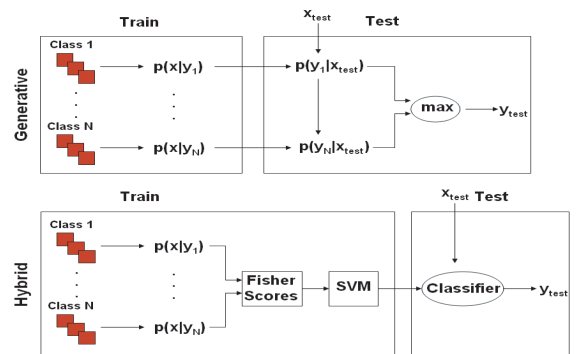 Train
Test
Generative
Class 1
Class N
p(x|y1)
p(x|yN)
xtest
p(y1|xtest)
p(yN|xtest)
max
ytest
Train
Test
Hybrid
Class 1
Class N
p(x|y1)
p(x|yN)
Fisher
Scores
SVM
xtest
Classifier
ytest